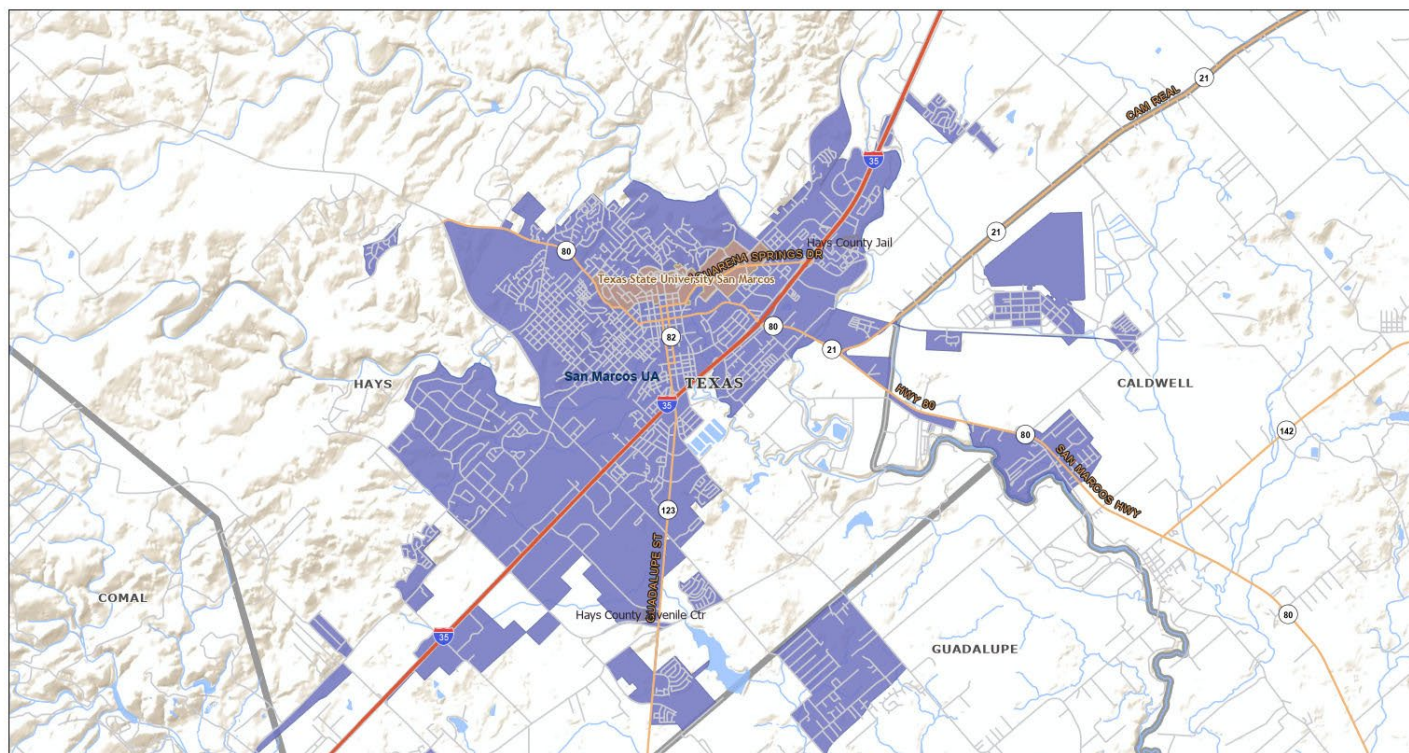 21
CAM REAL
35
21
Hays County Jail
80
AQUARENA SPRINGS DR
Texas State University San Marcos
80
82
21
San Marcos UA
TEXAS
HAYS
CALDWELL
35
HWY 80
80
142
SAN MARCOS HWY
123
GUADALUPE ST
COMAL
Hays County Juvenile Ctr
80
35
GUADALUPE